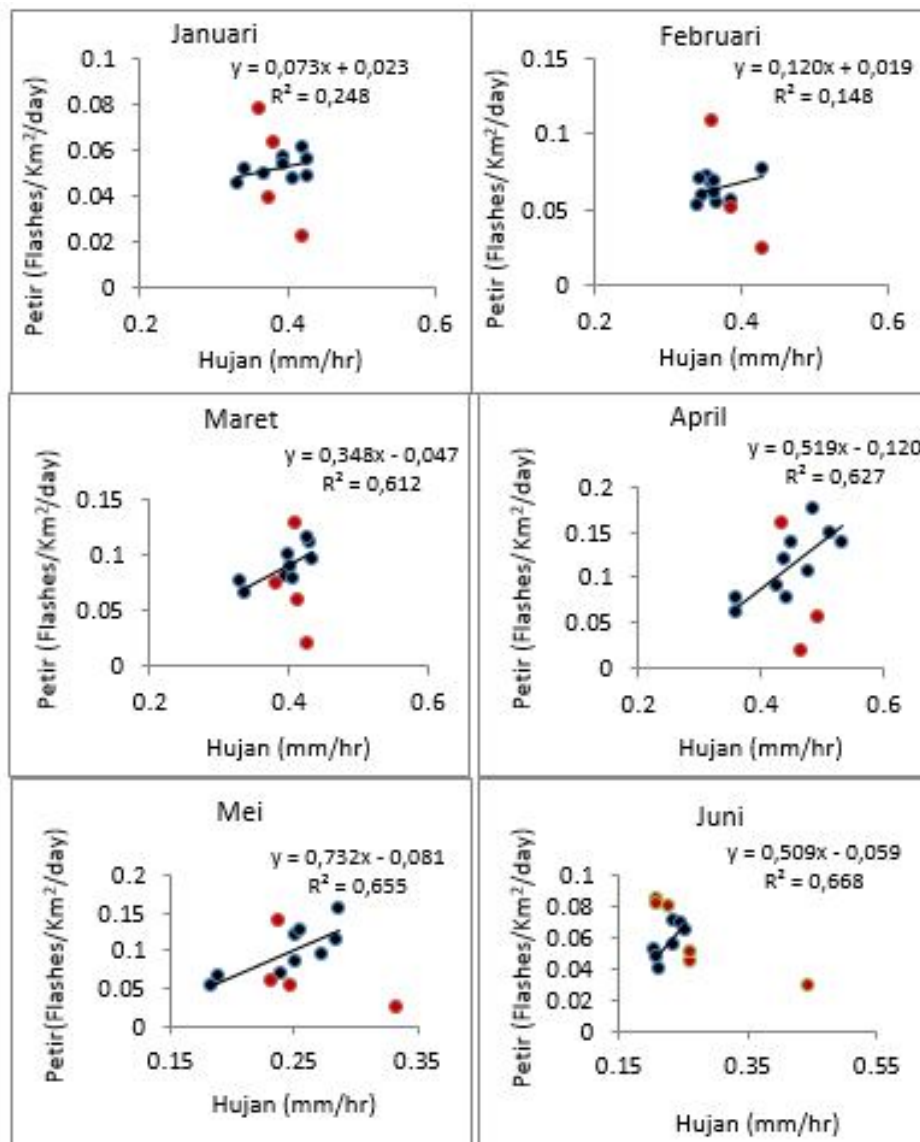 Januari
y = 0,073x + 0,023
R² = 0,248
Petir (Flashes/Km²/day)
0.1
0.08
0.06
0.04
0.02
0
0.2 0.4 0.6
Hujan (mm/hr)
Februari
y = 0,120x + 0,019
R² = 0,148
Petir (Flashes/Km²/day)
0.15
0.1
0.05
0
0.2 0.4 0.6
Hujan (mm/hr)
Maret
y = 0,348x - 0,047
R² = 0,612
Petir (Flashes/Km²/day)
0.15
0.1
0.05
0
0.2 0.4 0.6
Hujan (mm/hr)
April
y = 0,519x - 0,120
R² = 0,627
Petir (Flashes/Km²/day)
0.2
0.15
0.1
0.05
0
0.2 0.4 0.6
Hujan (mm/hr)
Mei
y = 0,732x - 0,081
R² = 0,655
Petir(Flashes/Km²/day)
0.2
0.15
0.1
0.05
0
0.15 0.25 0.35
Hujan (mm/hr)
Juni
y = 0,509x - 0,059
R² = 0,668
Petir (Flashes/Km²/day)
0.1
0.08
0.06
0.04
0.02
0
0.15 0.35 0.55
Hujan (mm/hr)